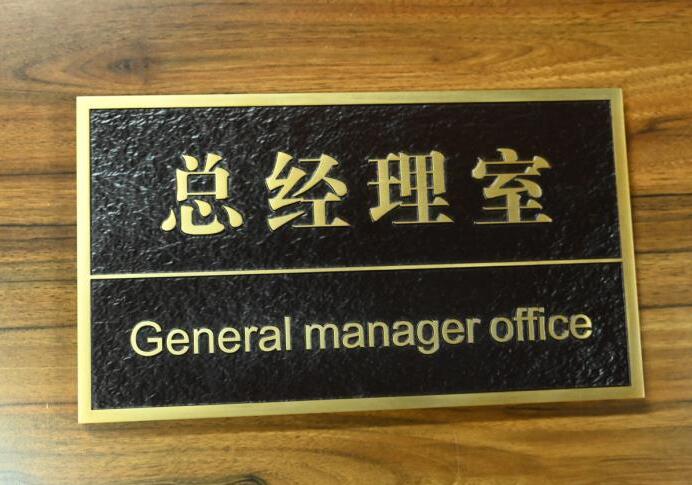 总经理室
General manager office